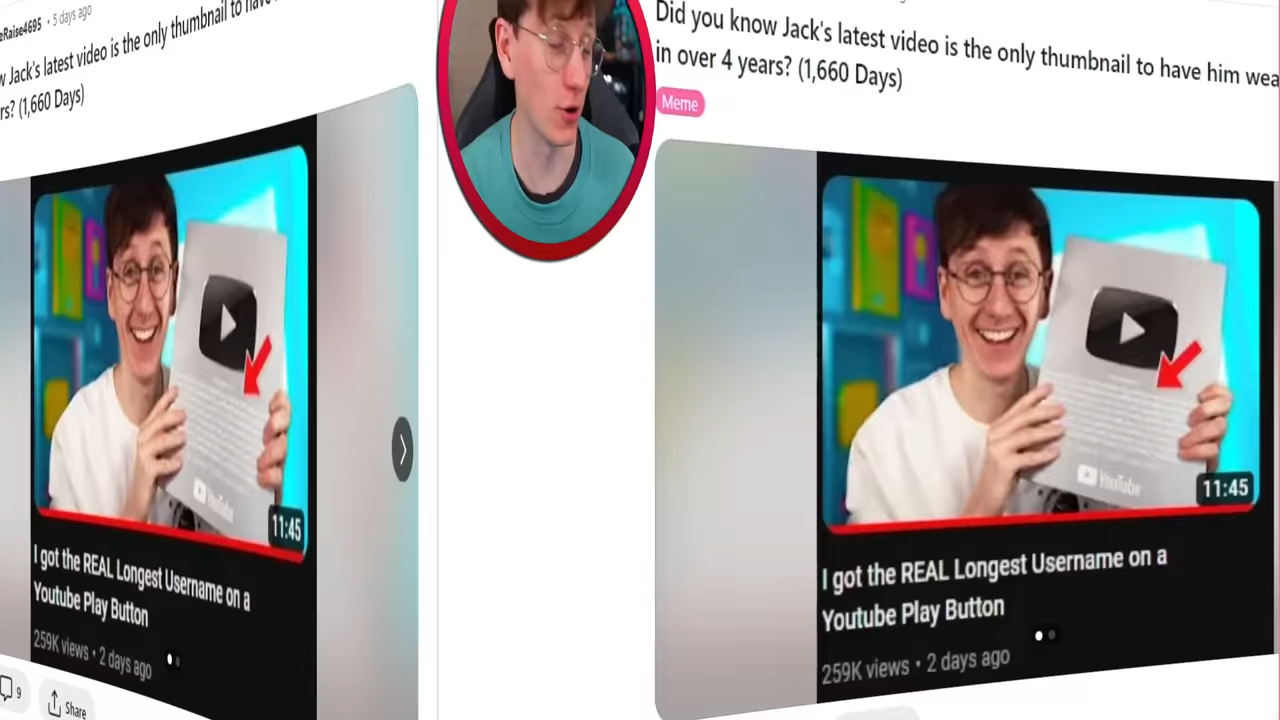 eRaise4695 • 5 days ago
w Jack's latest video is the only thumbnail to have
rs? (1,660 Days)
YouTube
11:45
I got the REAL Longest Username on a
Youtube Play Button
259K views • 2 days ago
9
Share
Did you know Jack's latest video is the only thumbnail to have him wea
in over 4 years? (1,660 Days)
Meme
YouTube
11:45
I got the REAL Longest Username on a
Youtube Play Button
259K views • 2 days ago